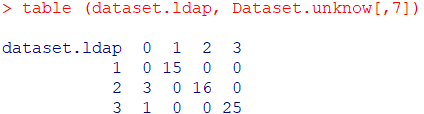 > table (dataset.ldap, Dataset.unknow[,7])
dataset.ldap 0 1 2 3
1 0 15 0 0
2 3 0 16 0
3 1 0 0 25